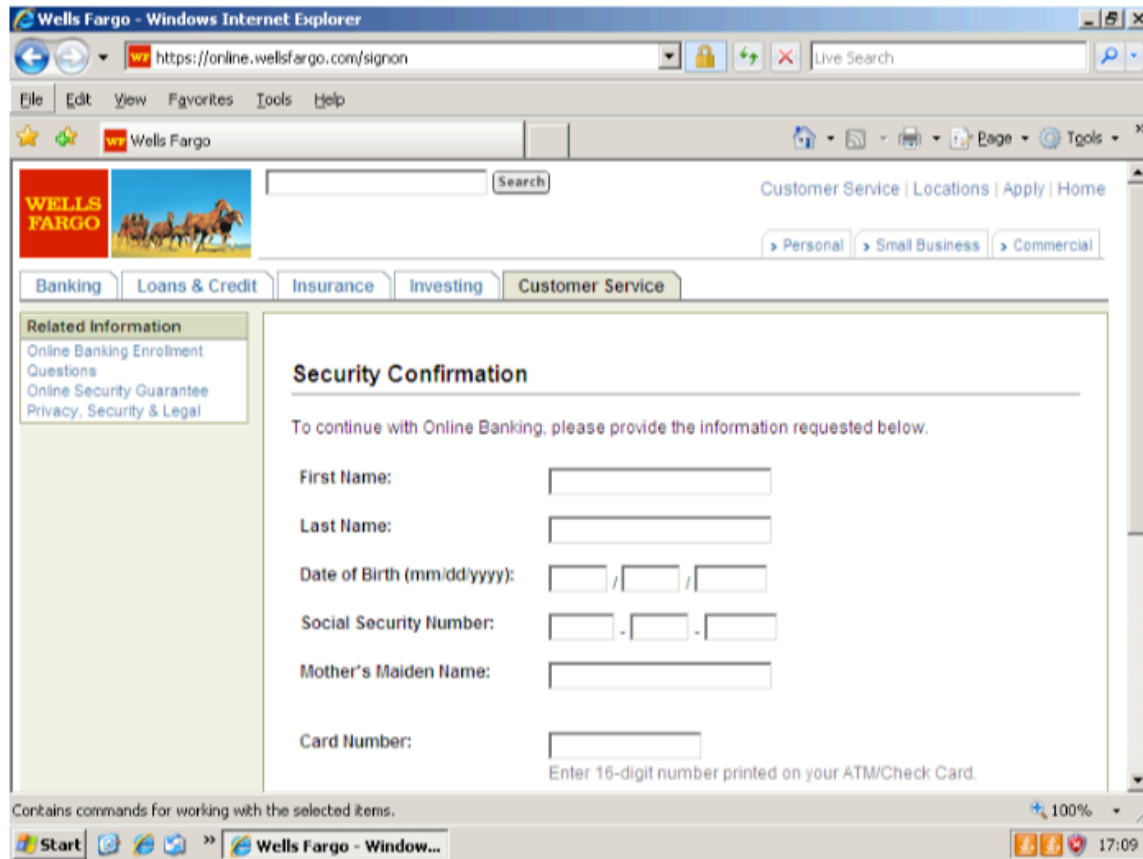 Wells Fargo - Windows Internet Explorer
WF https://online.wellsfargo.com/signon
Live Search
File Edit View Favorites Tools Help
WF Wells Fargo
Page Tools
WELLS
FARGO
Search
Customer Service | Locations | Apply | Home
Personal Small Business Commercial
Banking Loans & Credit Insurance Investing Customer Service
Related Information
Online Banking Enrollment
Questions
Online Security Guarantee
Privacy, Security & Legal
Security Confirmation
To continue with Online Banking, please provide the information requested below.
First Name:
Last Name:
Date of Birth (mm/dd/yyyy): / /
Social Security Number: - -
Mother's Maiden Name:
Card Number:
Enter 16-digit number printed on your ATM/Check Card.
Contains commands for working with the selected items.
100%
Start
Wells Fargo - Window...
17:09